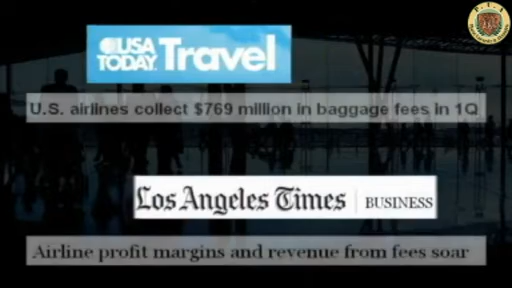 USA
TODAY Travel
U.S. airlines collect $769 million in baggage fees in 1Q
Los Angeles Times | BUSINESS
Airline profit margins and revenue from fees soar